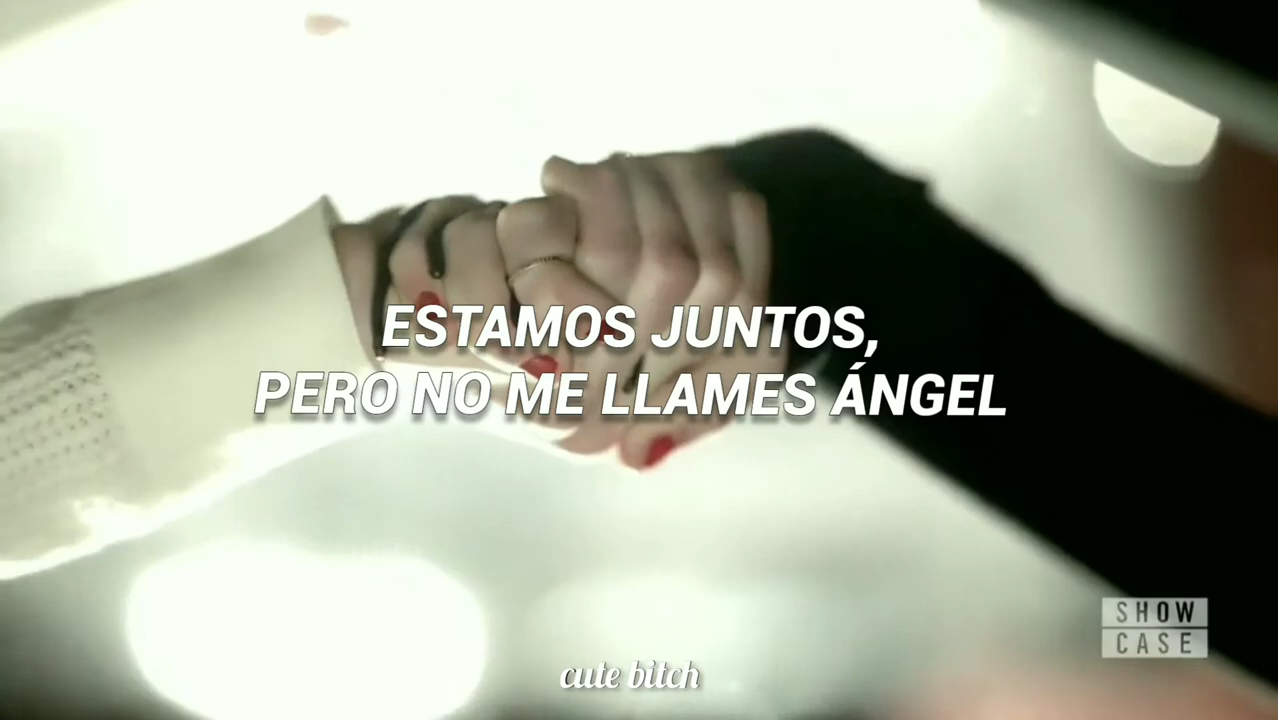 ESTAMOS JUNTOS,
PERO NO ME LLAMES ÁNGEL
SHOW
CASE
cute bitch